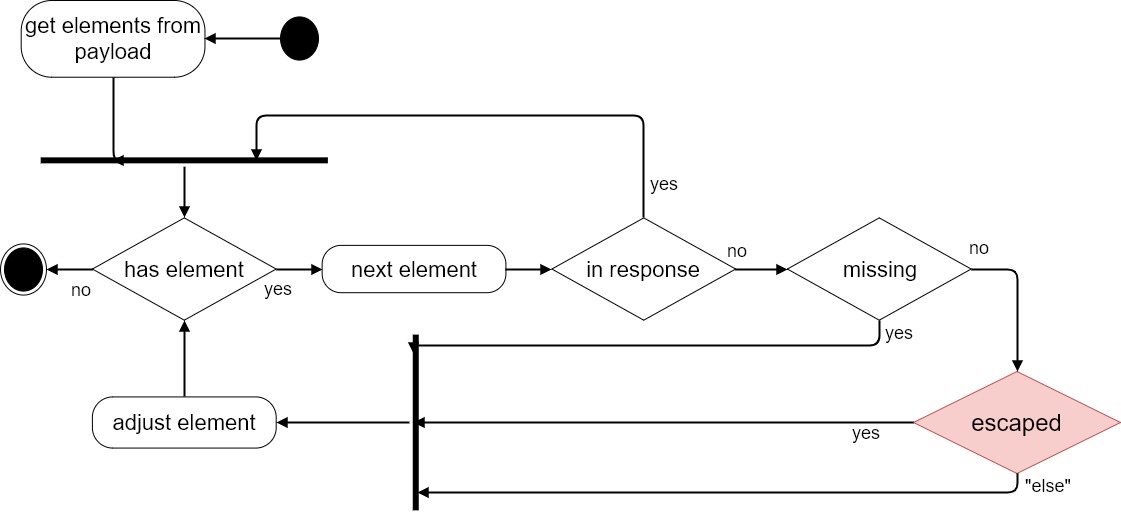 get elements from
payload
yes
no
no
has element
next element
in response
missing
no
yes
yes
adjust element
escaped
yes
"else"